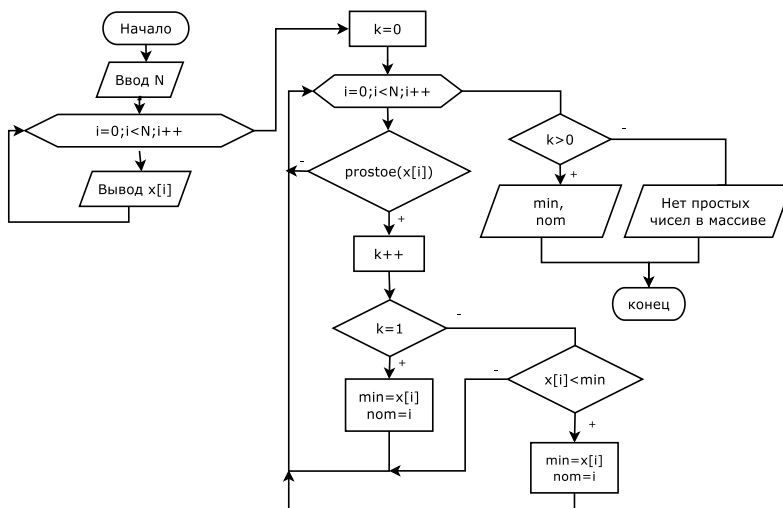 Начало
Ввод N
i=0;i<N;i++
Вывод x[i]
k=0
i=0;i<N;i++
prostoe(x[i])
-
+
k++
k=1
-
+
min=x[i]
nom=i
x[i]<min
-
+
min=x[i]
nom=i
k>0
-
+
min,
nom
Нет простых
чисел в массиве
конец